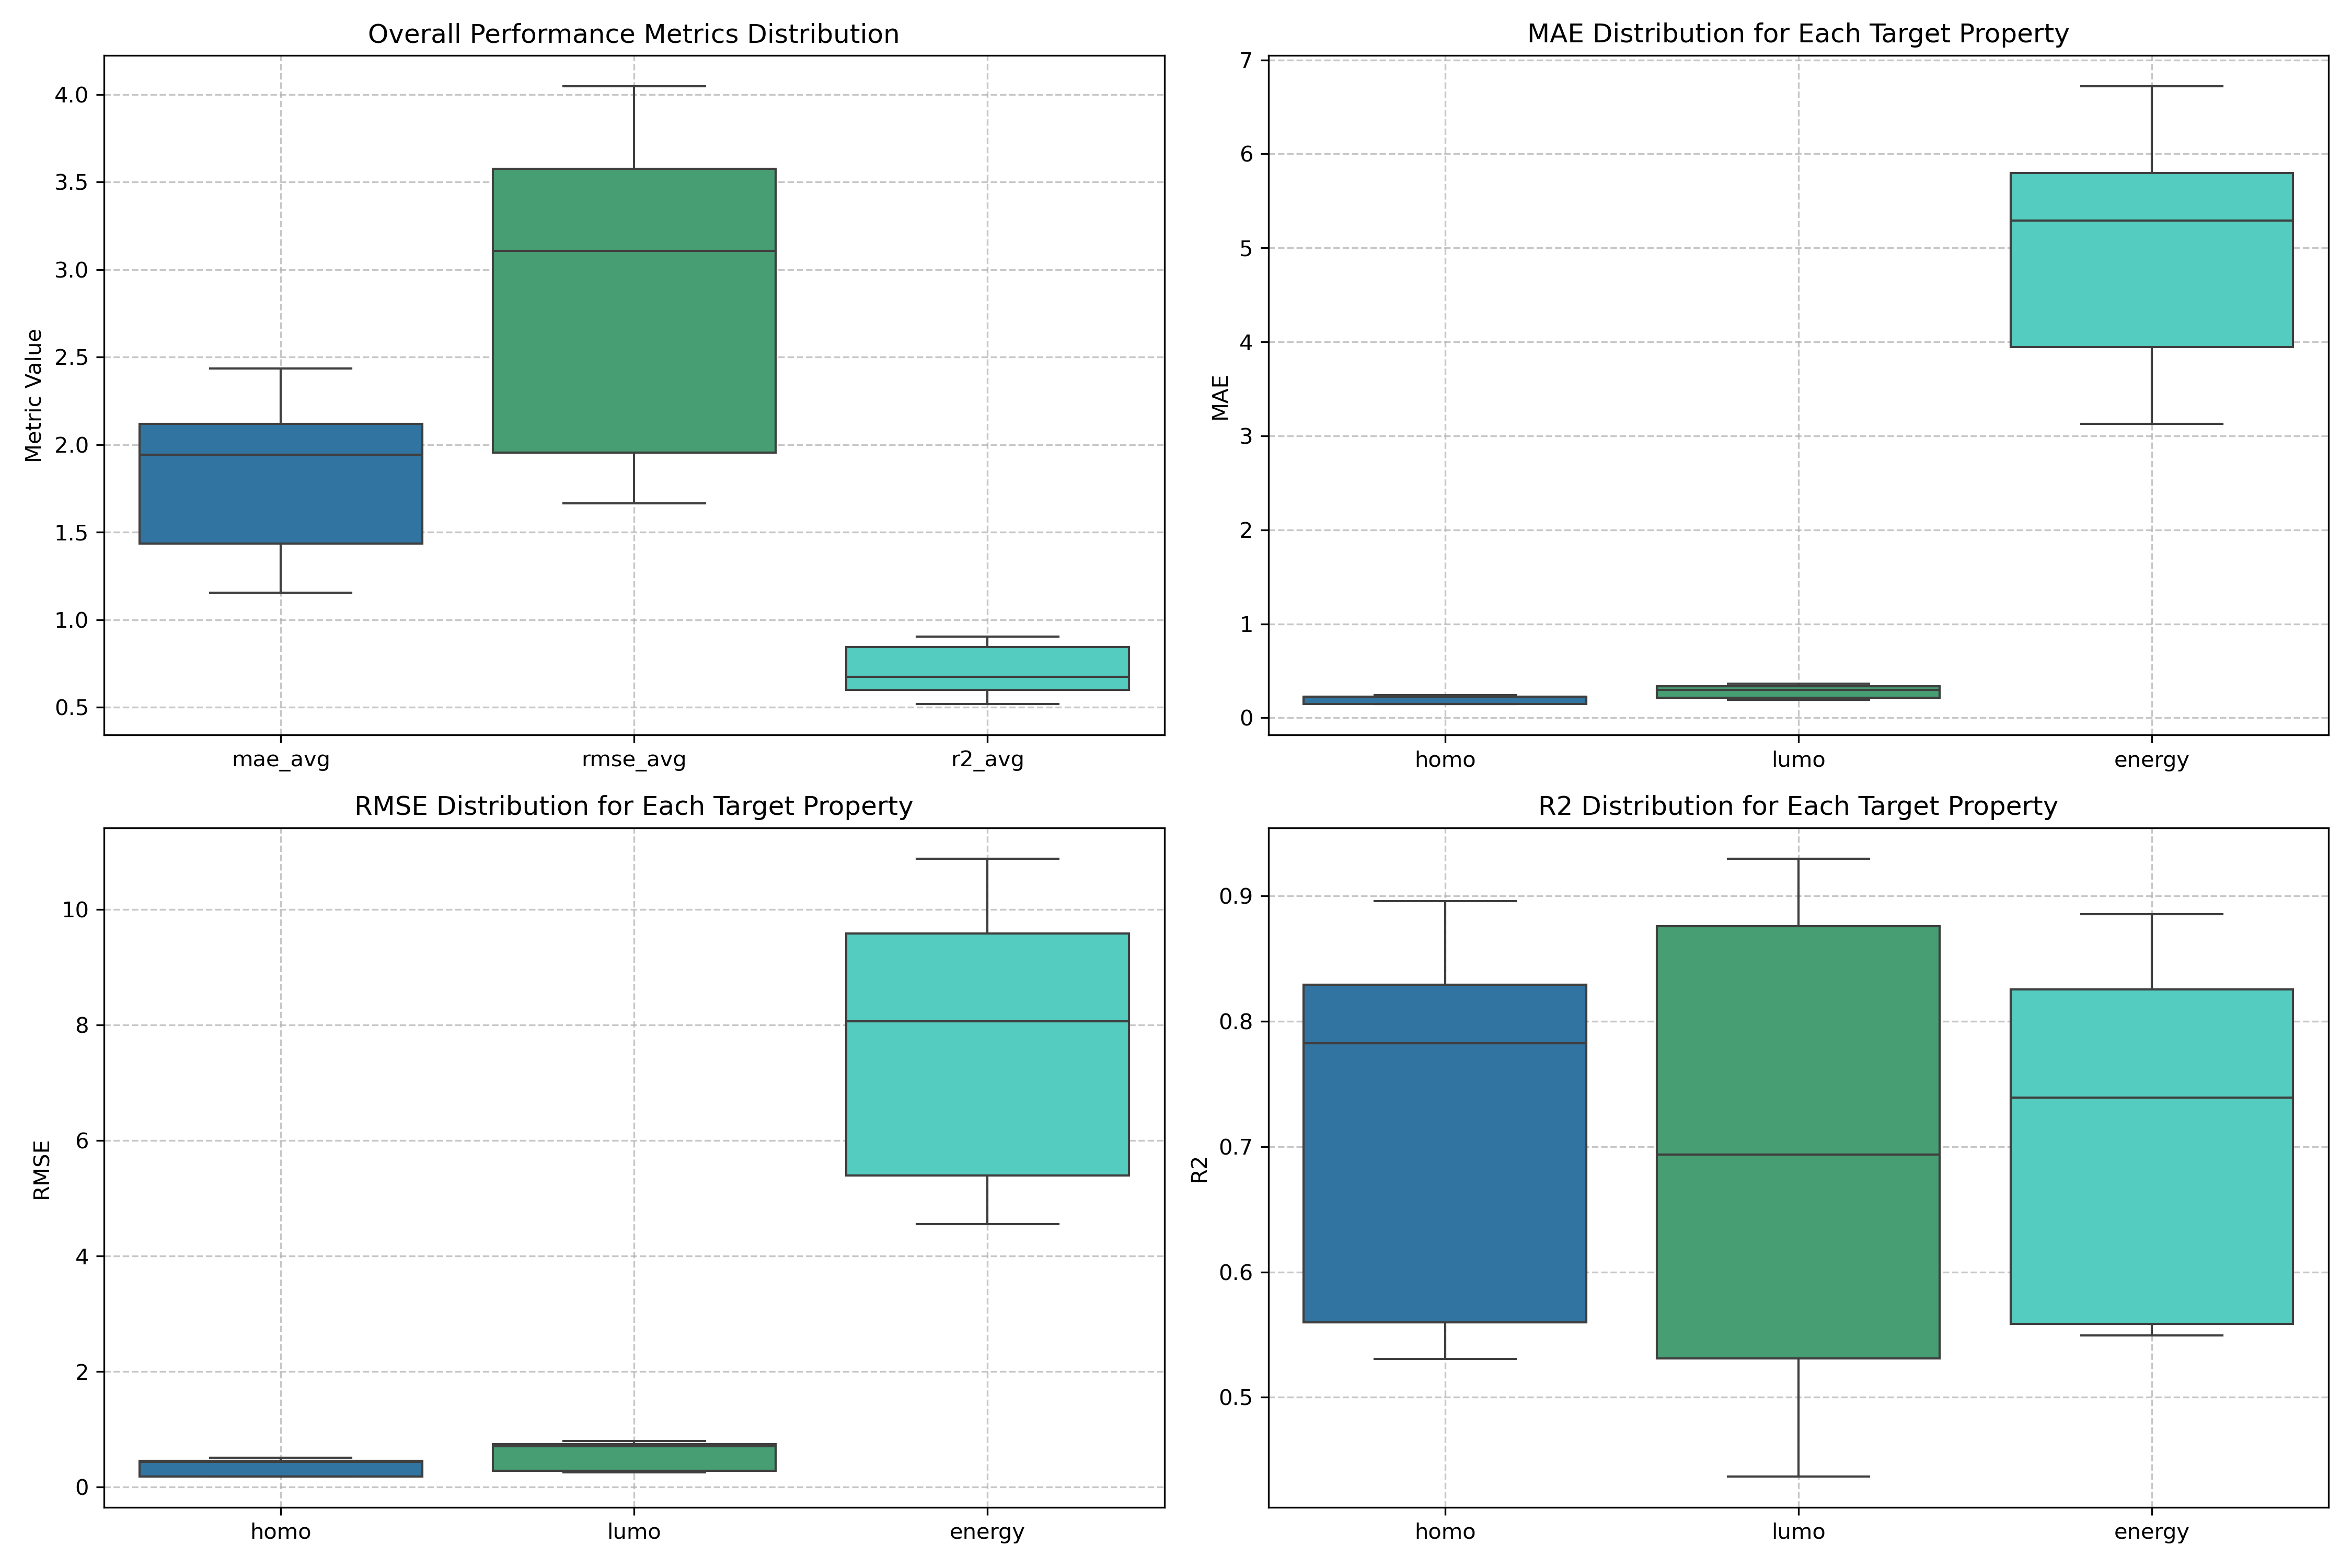 Overall Performance Metrics Distribution
Metric Value
4.0
3.5
3.0
2.5
2.0
1.5
1.0
0.5
mae_avg rmse_avg r2_avg
MAE Distribution for Each Target Property
MAE
7
6
5
4
3
2
1
0
homo lumo energy
RMSE Distribution for Each Target Property
RMSE
10
8
6
4
2
0
homo lumo energy
R2 Distribution for Each Target Property
R2
0.9
0.8
0.7
0.6
0.5
homo lumo energy